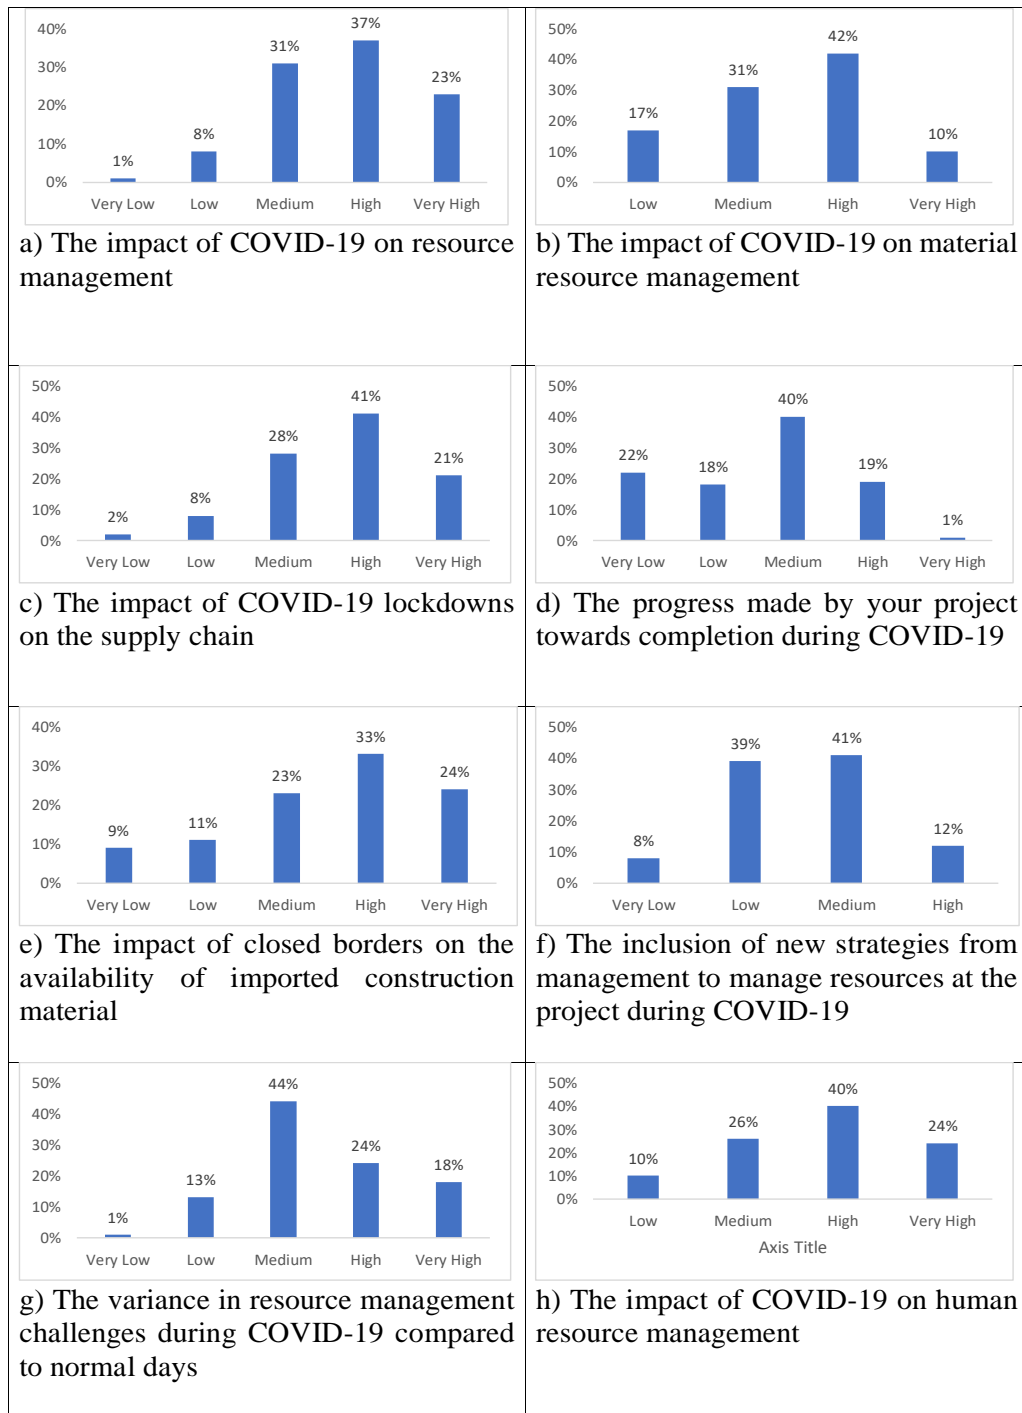 40%
30%
20%
10%
0%
1%
8%
31%
37%
23%
Very Low Low Medium High Very High
a) The impact of COVID-19 on resource
management
50%
40%
30%
20%
10%
0%
17%
31%
42%
10%
Low Medium High Very High
b) The impact of COVID-19 on material
resource management
50%
40%
30%
20%
10%
0%
2%
8%
28%
41%
21%
Very Low Low Medium High Very High
c) The impact of COVID-19 lockdowns
on the supply chain
50%
40%
30%
20%
10%
0%
22%
18%
40%
19%
1%
Very Low Low Medium High Very High
d) The progress made by your project
towards completion during COVID-19
40%
30%
20%
10%
0%
9%
11%
23%
33%
24%
Very Low Low Medium High Very High
e) The impact of closed borders on the
availability of imported construction
material
50%
40%
30%
20%
10%
0%
8%
39%
41%
12%
Very Low Low Medium High
f) The inclusion of new strategies from
management to manage resources at the
project during COVID-19
50%
40%
30%
20%
10%
0%
1%
13%
44%
24%
18%
Very Low Low Medium High Very High
g) The variance in resource management
challenges during COVID-19 compared
to normal days
50%
40%
30%
20%
10%
0%
10%
26%
40%
24%
Low Medium High Very High
Axis Title
h) The impact of COVID-19 on human
resource management